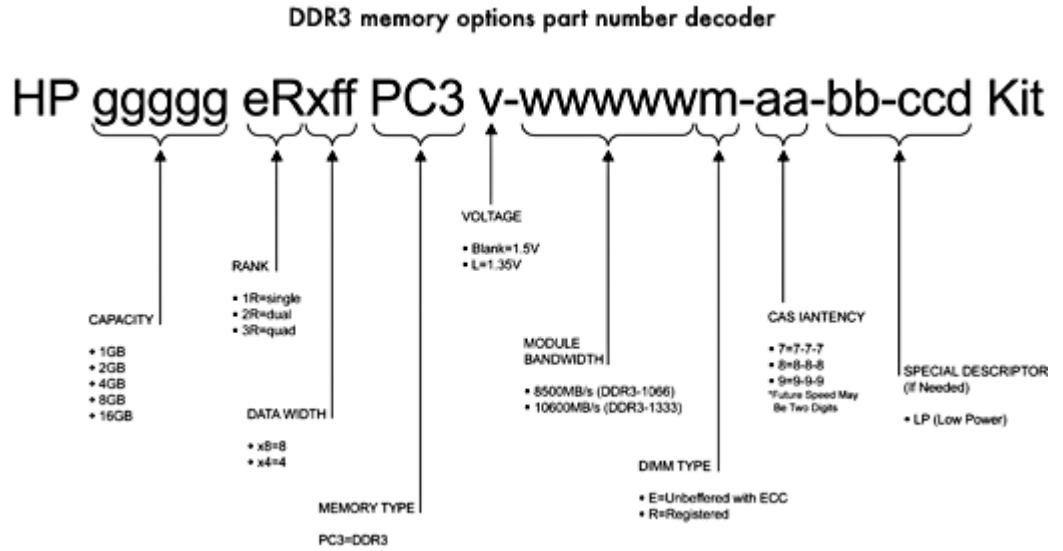 DDR3 memory options part number decoder
HP ggggg eRxff PC3 v-wwwwwm-aa-bb-ccd Kit
CAPACITY
• 1GB
• 2GB
• 4GB
• 8GB
• 16GB
RANK
• 1R=single
• 2R=dual
• 3R=quad
DATA WIDTH
• x8=8
• x4=4
MEMORY TYPE
PC3=DDR3
VOLTAGE
• Blank=1.5V
• L=1.35V
MODULE
BANDWIDTH
• 8500MB/s (DDR3-1066)
• 10600MB/s (DDR3-1333)
DIMM TYPE
• E=Unbeffered with ECC
• R=Registered
CAS IANTENCY
• 7=7-7-7
• 8=8-8-8
• 9=9-9-9
*Future Speed May
Be Two Digits
SPECIAL DESCRIPTOR
(If Needed)
• LP (Low Power)